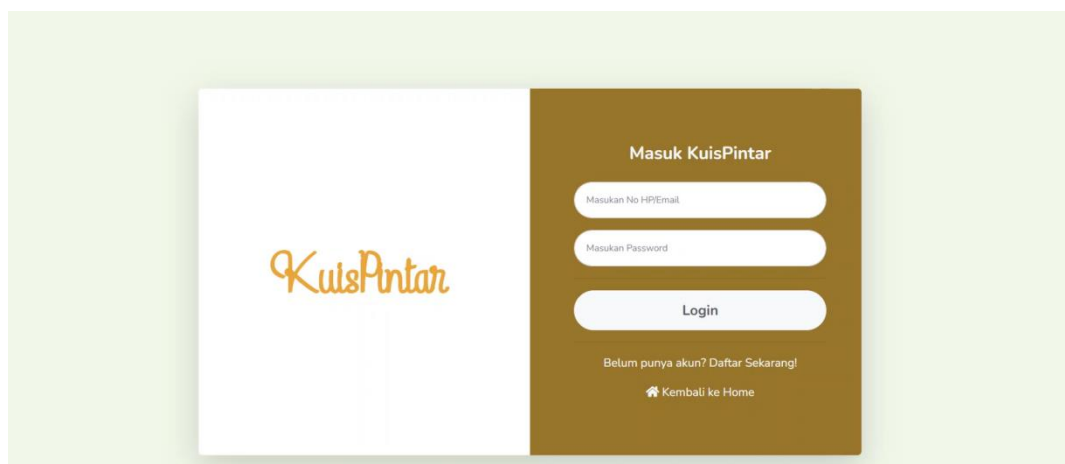 KuisPintar
Masuk KuisPintar
Masukan No HP/Email
Masukan Password
Login
Belum punya akun? Daftar Sekarang!
Kembali ke Home